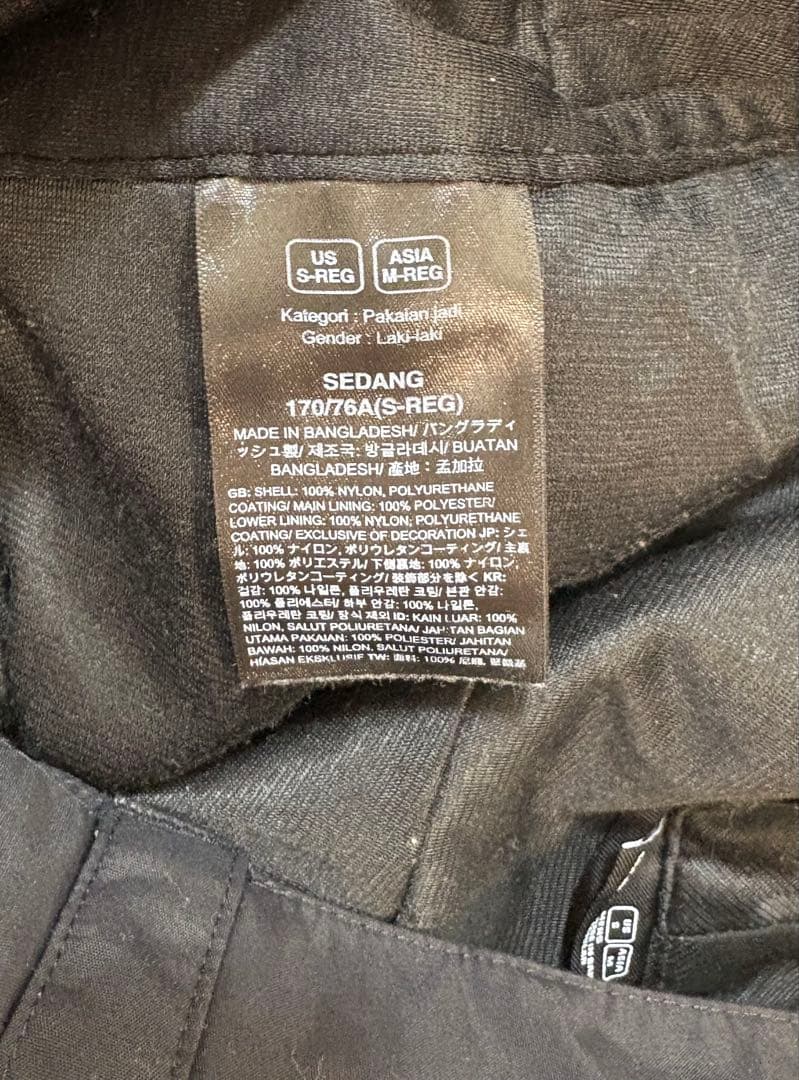 US
S-REG
ASIA
M-REG
Kategori : Pakaian jadi
Gender : Laki-laki
SEDANG
170/76A(S-REG)
MADE IN BANGLADESH/ バングラディ
ッシュ製/ 제조국: 방글라데시/ BUATAN
BANGLADESH/ 產地：孟加拉
GB: SHELL: 100% NYLON, POLYURETHANE
COATING/ MAIN LINING: 100% POLYESTER/
LOWER LINING: 100% NYLON; POLYURETHANE
COATING/ EXCLUSIVE OF DECORATION JP: シェ
ル: 100% ナイロン, ポリウレタンコーティング/ 主裏
地: 100% ポリエステル/ 下側裏地: 100% ナイロン,
ポリウレタンコーティング/ 装飾部分を除く KR:
겉감: 100% 나일론, 폴리우레탄 코팅/ 본판 안감:
100% 폴리에스터/ 하부 안감: 100% 나일론,
폴리우레탄 코팅/ 장식 제외 ID: KAIN LUAR: 100%
NILON, SALUT POLIURETANA/ JAHITAN BAGIAN
UTAMA PAKAIAN: 100% POLIESTER/ JAHITAN
BAWAH: 100% NILON, SALUT POLIURETANA/
HIASAN EKSKLUSIF TW: 面料: 100% 尼龍,
US
S
ASIA
M